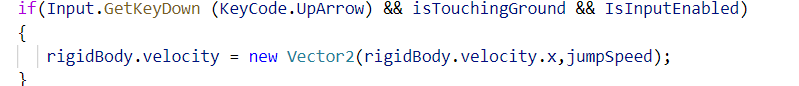 if(Input.GetKeyDown (KeyCode.UpArrow) && isTouchingGround && IsInputEnabled)
{
rigidBody.velocity = new Vector2(rigidBody.velocity.x,jumpSpeed);
}